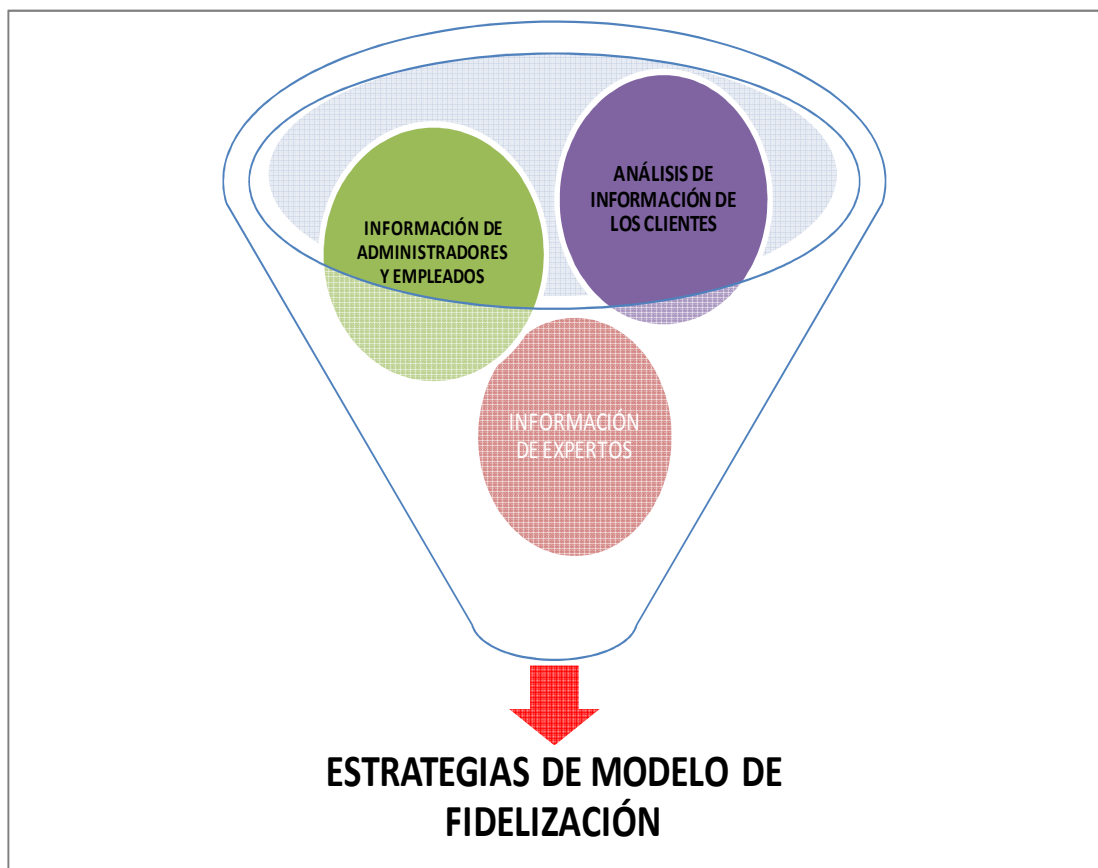 ANÁLISIS DE
INFORMACIÓN DE
LOS CLIENTES
INFORMACIÓN DE
ADMINISTRADORES
Y EMPLEADOS
INFORMACIÓN
DE EXPERTOS
ESTRATEGIAS DE MODELO DE
FIDELIZACIÓN